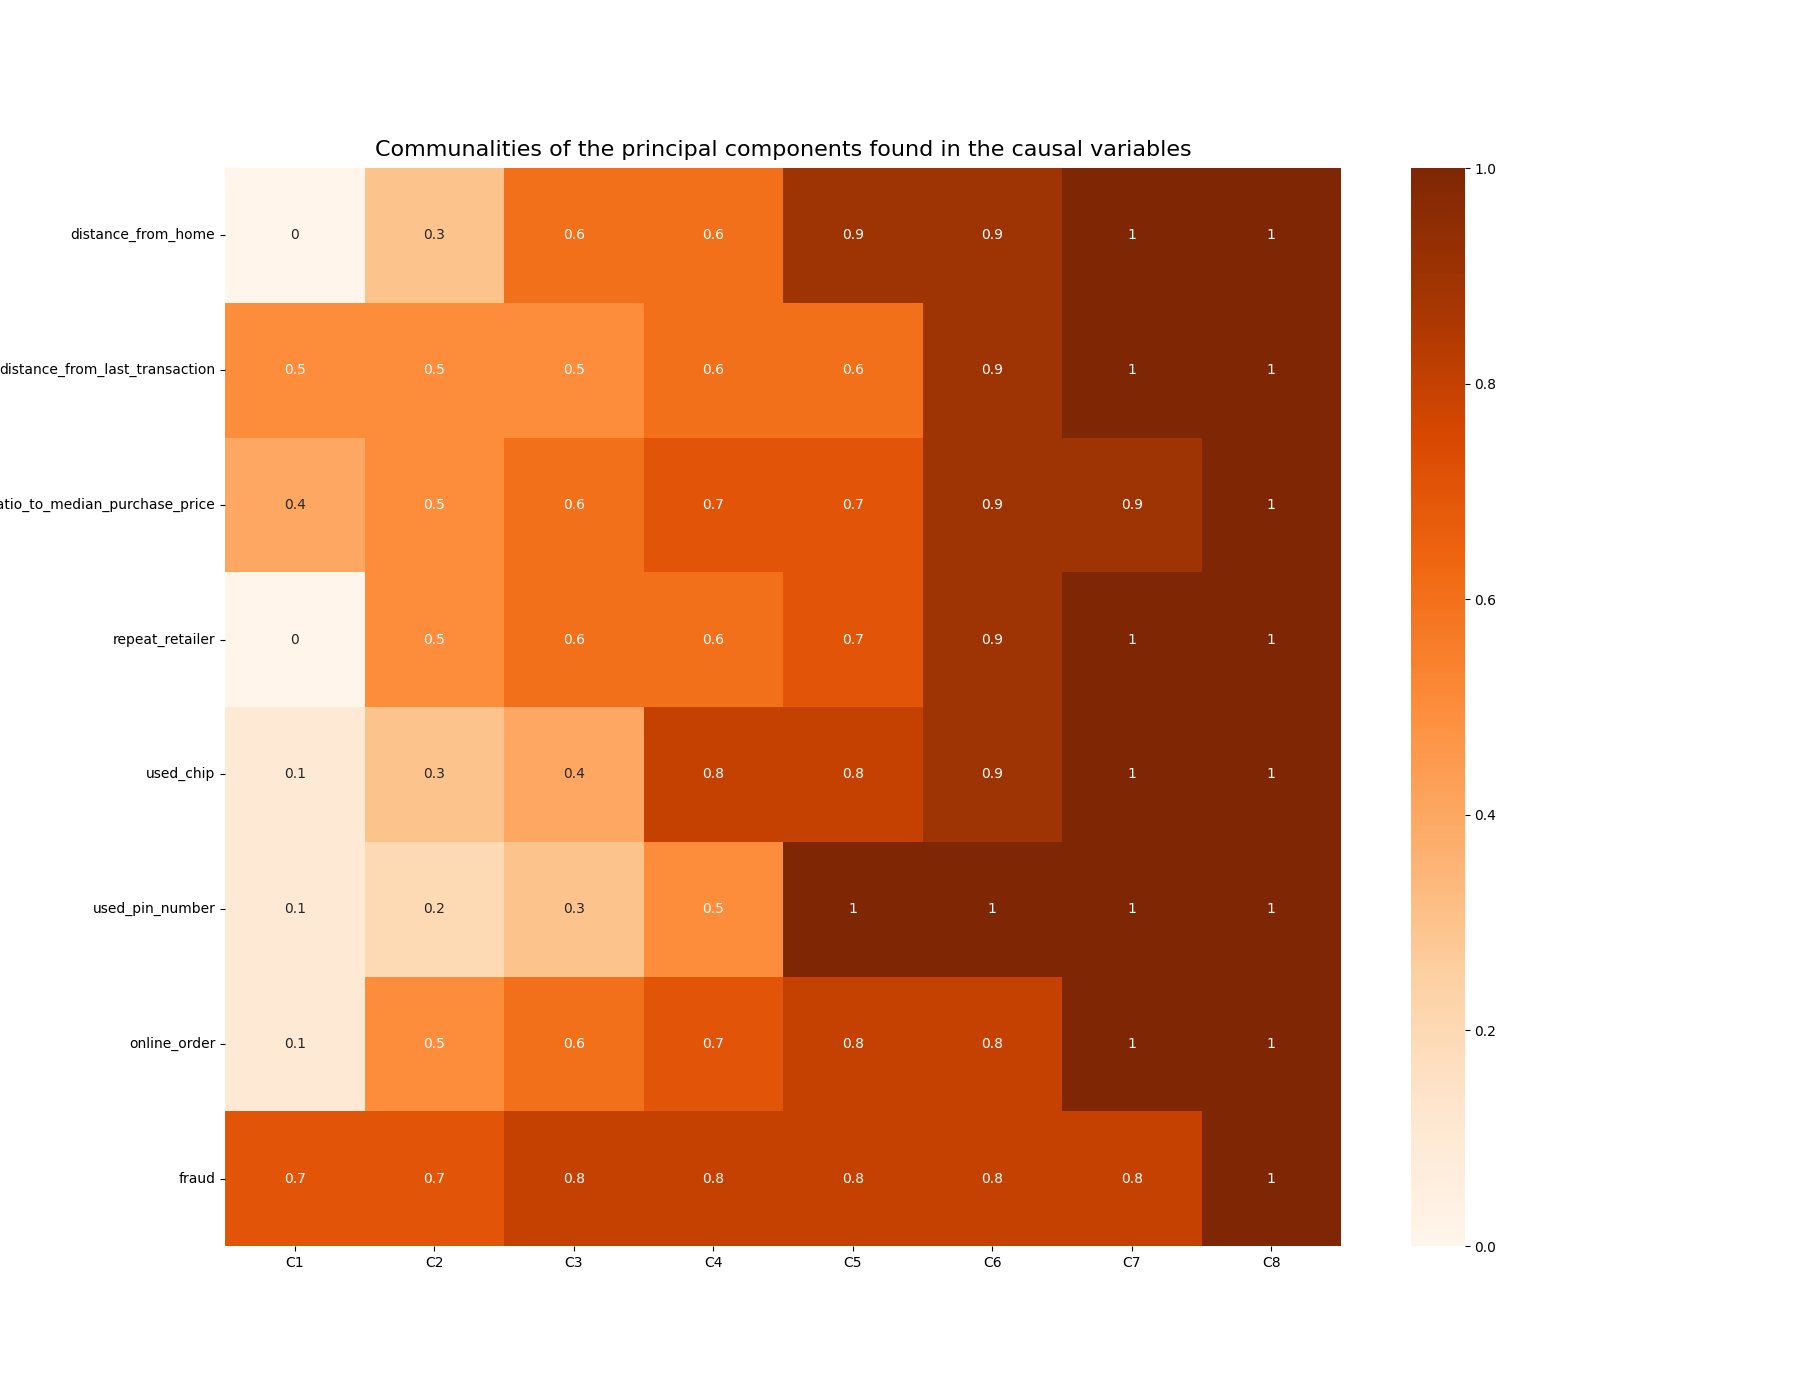 Communalities of the principal components found in the causal variables
distance_from_home 0 0.3 0.6 0.6 0.9 0.9 1 1
distance_from_last_transaction 0.5 0.5 0.5 0.6 0.6 0.9 1 1
atio_to_median_purchase_price 0.4 0.5 0.6 0.7 0.7 0.9 0.9 1
repeat_retailer 0 0.5 0.6 0.6 0.7 0.9 1 1
used_chip 0.1 0.3 0.4 0.8 0.8 0.9 1 1
used_pin_number 0.1 0.2 0.3 0.5 1 1 1 1
online_order 0.1 0.5 0.6 0.7 0.8 0.8 1 1
fraud 0.7 0.7 0.8 0.8 0.8 0.8 0.8 1
C1 C2 C3 C4 C5 C6 C7 C8
1.0
0.8
0.6
0.4
0.2
0.0